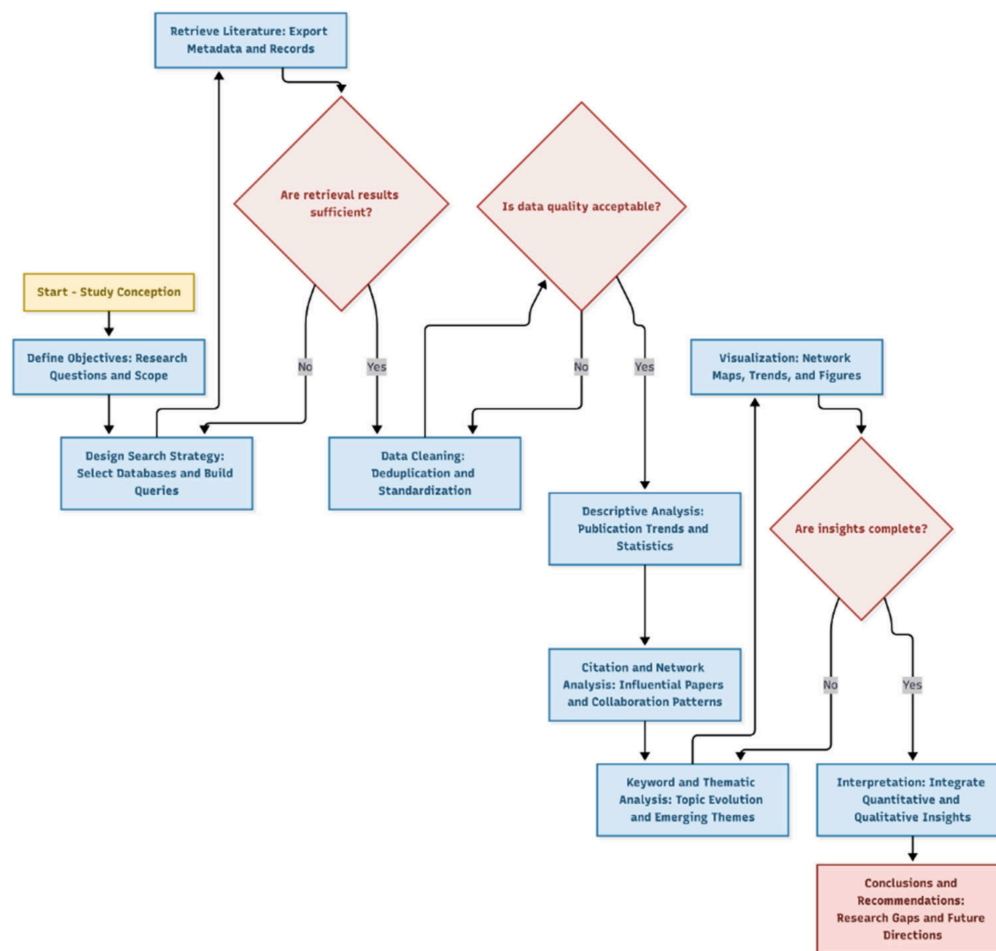 Retrieve Literature: Export
Metadata and Records
Are retrieval results
sufficient?
Is data quality acceptable?
Start - Study Conception
Define Objectives: Research
Questions and Scope
No
Yes
No
Yes
Visualization: Network
Maps, Trends, and Figures
Design Search Strategy:
Select Databases and Build
Queries
Data Cleaning:
Deduplication and
Standardization
Descriptive Analysis:
Publication Trends and
Statistics
Are insights complete?
Citation and Network
Analysis: Influential Papers
and Collaboration Patterns
No
Yes
Keyword and Thematic
Analysis: Topic Evolution
and Emerging Themes
Interpretation: Integrate
Quantitative and
Qualitative Insights
Conclusions and
Recommendations:
Research Gaps and Future
Directions